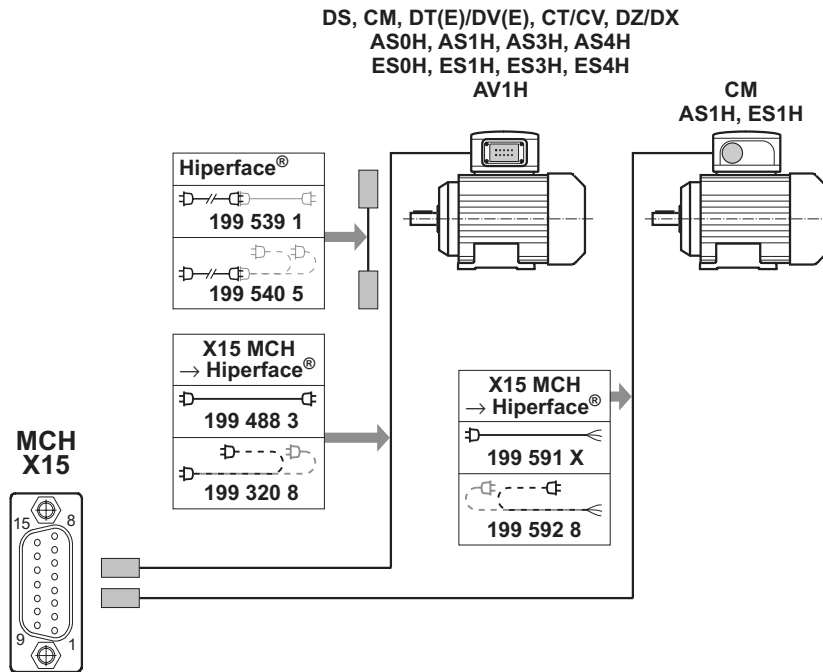 DS, CM, DT(E)/DV(E), CT/CV, DZ/DX
AS0H, AS1H, AS3H, AS4H
ES0H, ES1H, ES3H, ES4H
AV1H
CM
AS1H, ES1H
Hiperface®
199 539 1
199 540 5
X15 MCH
→ Hiperface®
199 488 3
199 320 8
X15 MCH
→ Hiperface®
199 591 X
199 592 8
MCH
X15
15 8
9 1